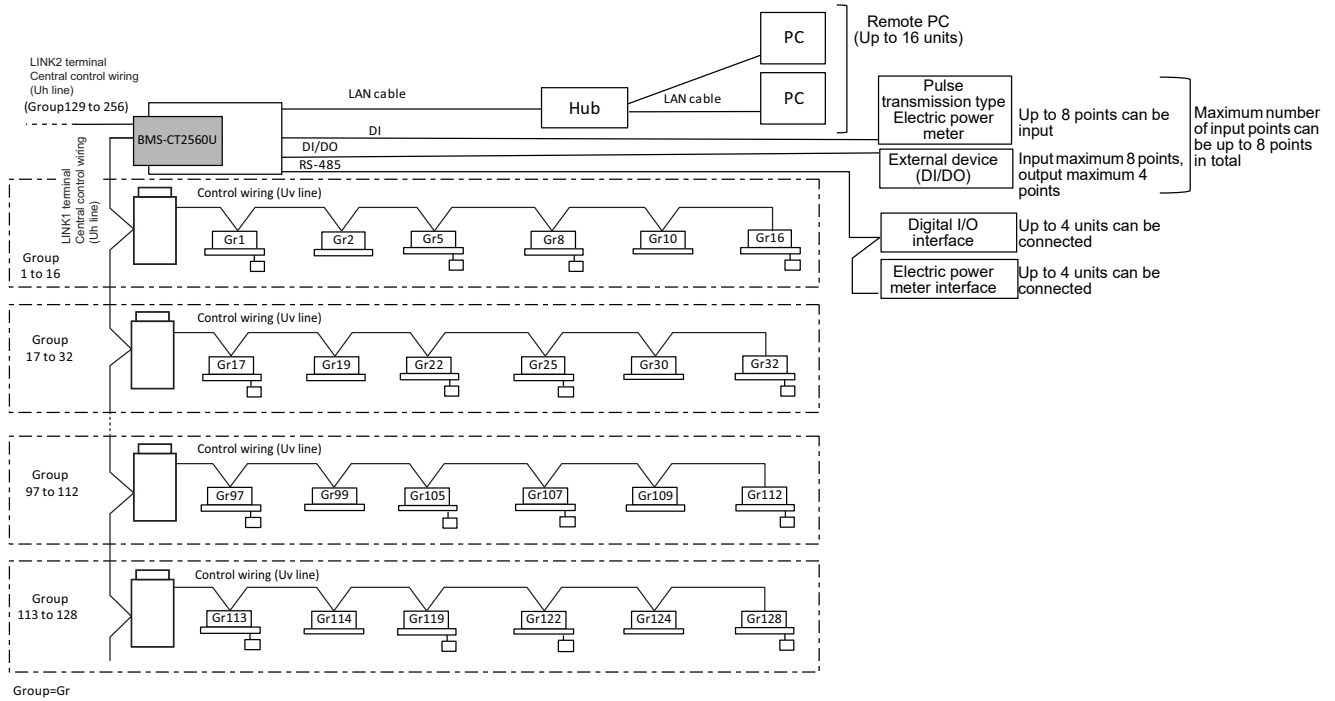 LINK2 terminal
Central control wiring
(Uh line)
(Group129 to 256)
BMS-CT2560U
LINK1 terminal
Central control wiring
(Uh line)
LAN cable
Hub
LAN cable
PC
PC
Remote PC
(Up to 16 units)
DI
DI/DO
RS-485
Pulse
transmission type
Electric power
meter
Up to 8 points can be
input
External device
(DI/DO)
Input maximum 8 points,
output maximum 4
points
Maximum number
of input points can
be up to 8 points
in total
Digital I/O
interface
Up to 4 units can be
connected
Electric power
meter interface
Up to 4 units can be
connected
Group
1 to 16
Control wiring (Uv line)
Gr1
Gr2
Gr5
Gr8
Gr10
Gr16
Group
17 to 32
Control wiring (Uv line)
Gr17
Gr19
Gr22
Gr25
Gr30
Gr32
Group
97 to 112
Control wiring (Uv line)
Gr97
Gr99
Gr105
Gr107
Gr109
Gr112
Group
113 to 128
Control wiring (Uv line)
Gr113
Gr114
Gr119
Gr122
Gr124
Gr128
Group=Gr